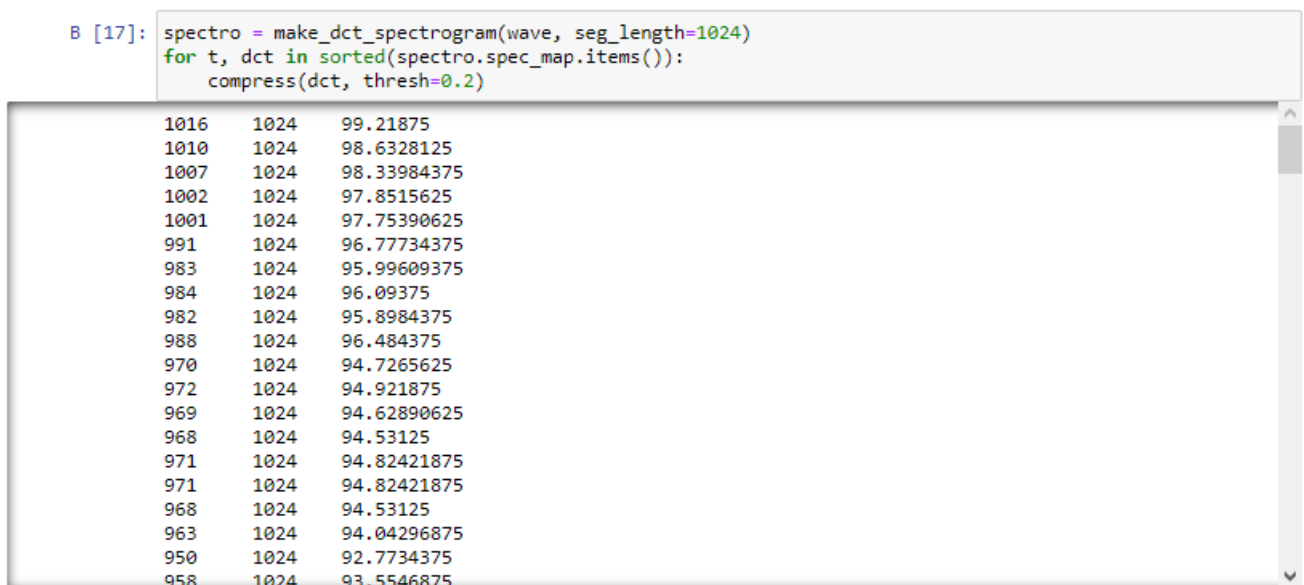 B [17]: spectro = make_dct_spectrogram(wave, seg_length=1024)
for t, dct in sorted(spectro.spec_map.items()):
    compress(dct, thresh=0.2)
1016 1024 99.21875
1010 1024 98.6328125
1007 1024 98.33984375
1002 1024 97.8515625
1001 1024 97.75390625
991 1024 96.77734375
983 1024 95.99609375
984 1024 96.09375
982 1024 95.8984375
988 1024 96.484375
970 1024 94.7265625
972 1024 94.921875
969 1024 94.62890625
968 1024 94.53125
971 1024 94.82421875
971 1024 94.82421875
968 1024 94.53125
963 1024 94.04296875
950 1024 92.7734375
958 1024 93.5546875